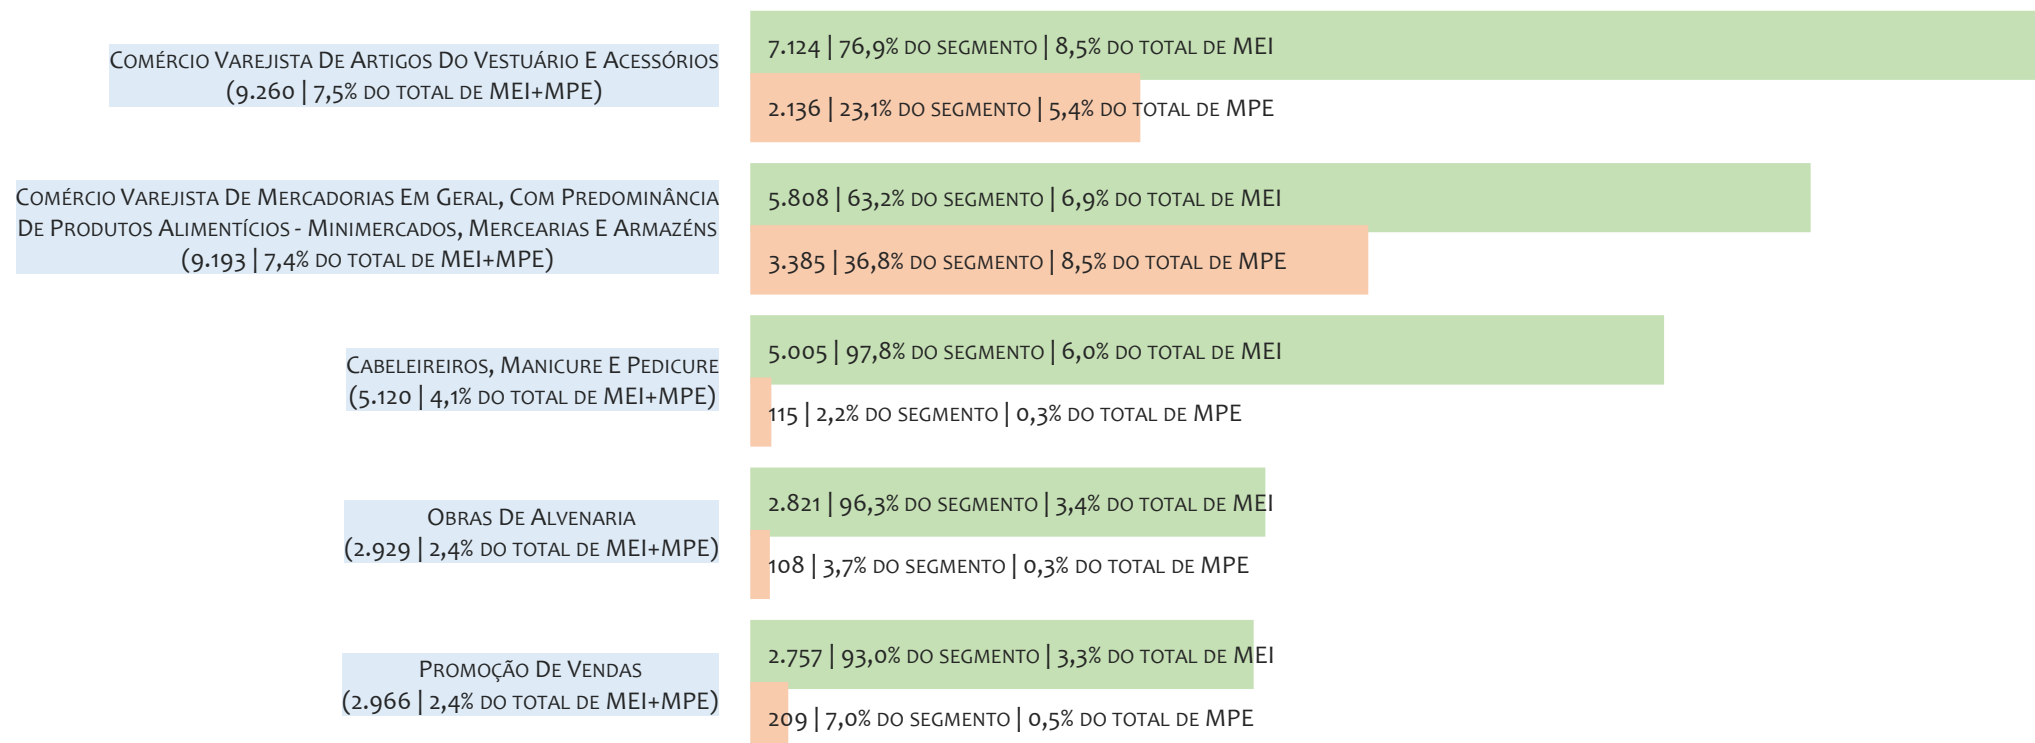 Comércio Varejista De Artigos Do Vestuário E Acessórios
(9.260 | 7,5% do total de MEI+MPE)
7.124 | 76,9% do segmento | 8,5% do total de MEI
2.136 | 23,1% do segmento | 5,4% do total de MPE
Comércio Varejista De Mercadorias Em Geral, Com Predominância
De Produtos Alimentícios - Minimercados, Mercearias E Armazéns
(9.193 | 7,4% do total de MEI+MPE)
5.808 | 63,2% do segmento | 6,9% do total de MEI
3.385 | 36,8% do segmento | 8,5% do total de MPE
Cabeleireiros, Manicure E Pedicure
(5.120 | 4,1% do total de MEI+MPE)
5.005 | 97,8% do segmento | 6,0% do total de MEI
115 | 2,2% do segmento | 0,3% do total de MPE
Obras De Alvenaria
(2.929 | 2,4% do total de MEI+MPE)
2.821 | 96,3% do segmento | 3,4% do total de MEI
108 | 3,7% do segmento | 0,3% do total de MPE
Promoção De Vendas
(2.966 | 2,4% do total de MEI+MPE)
2.757 | 93,0% do segmento | 3,3% do total de MEI
209 | 7,0% do segmento | 0,5% do total de MPE